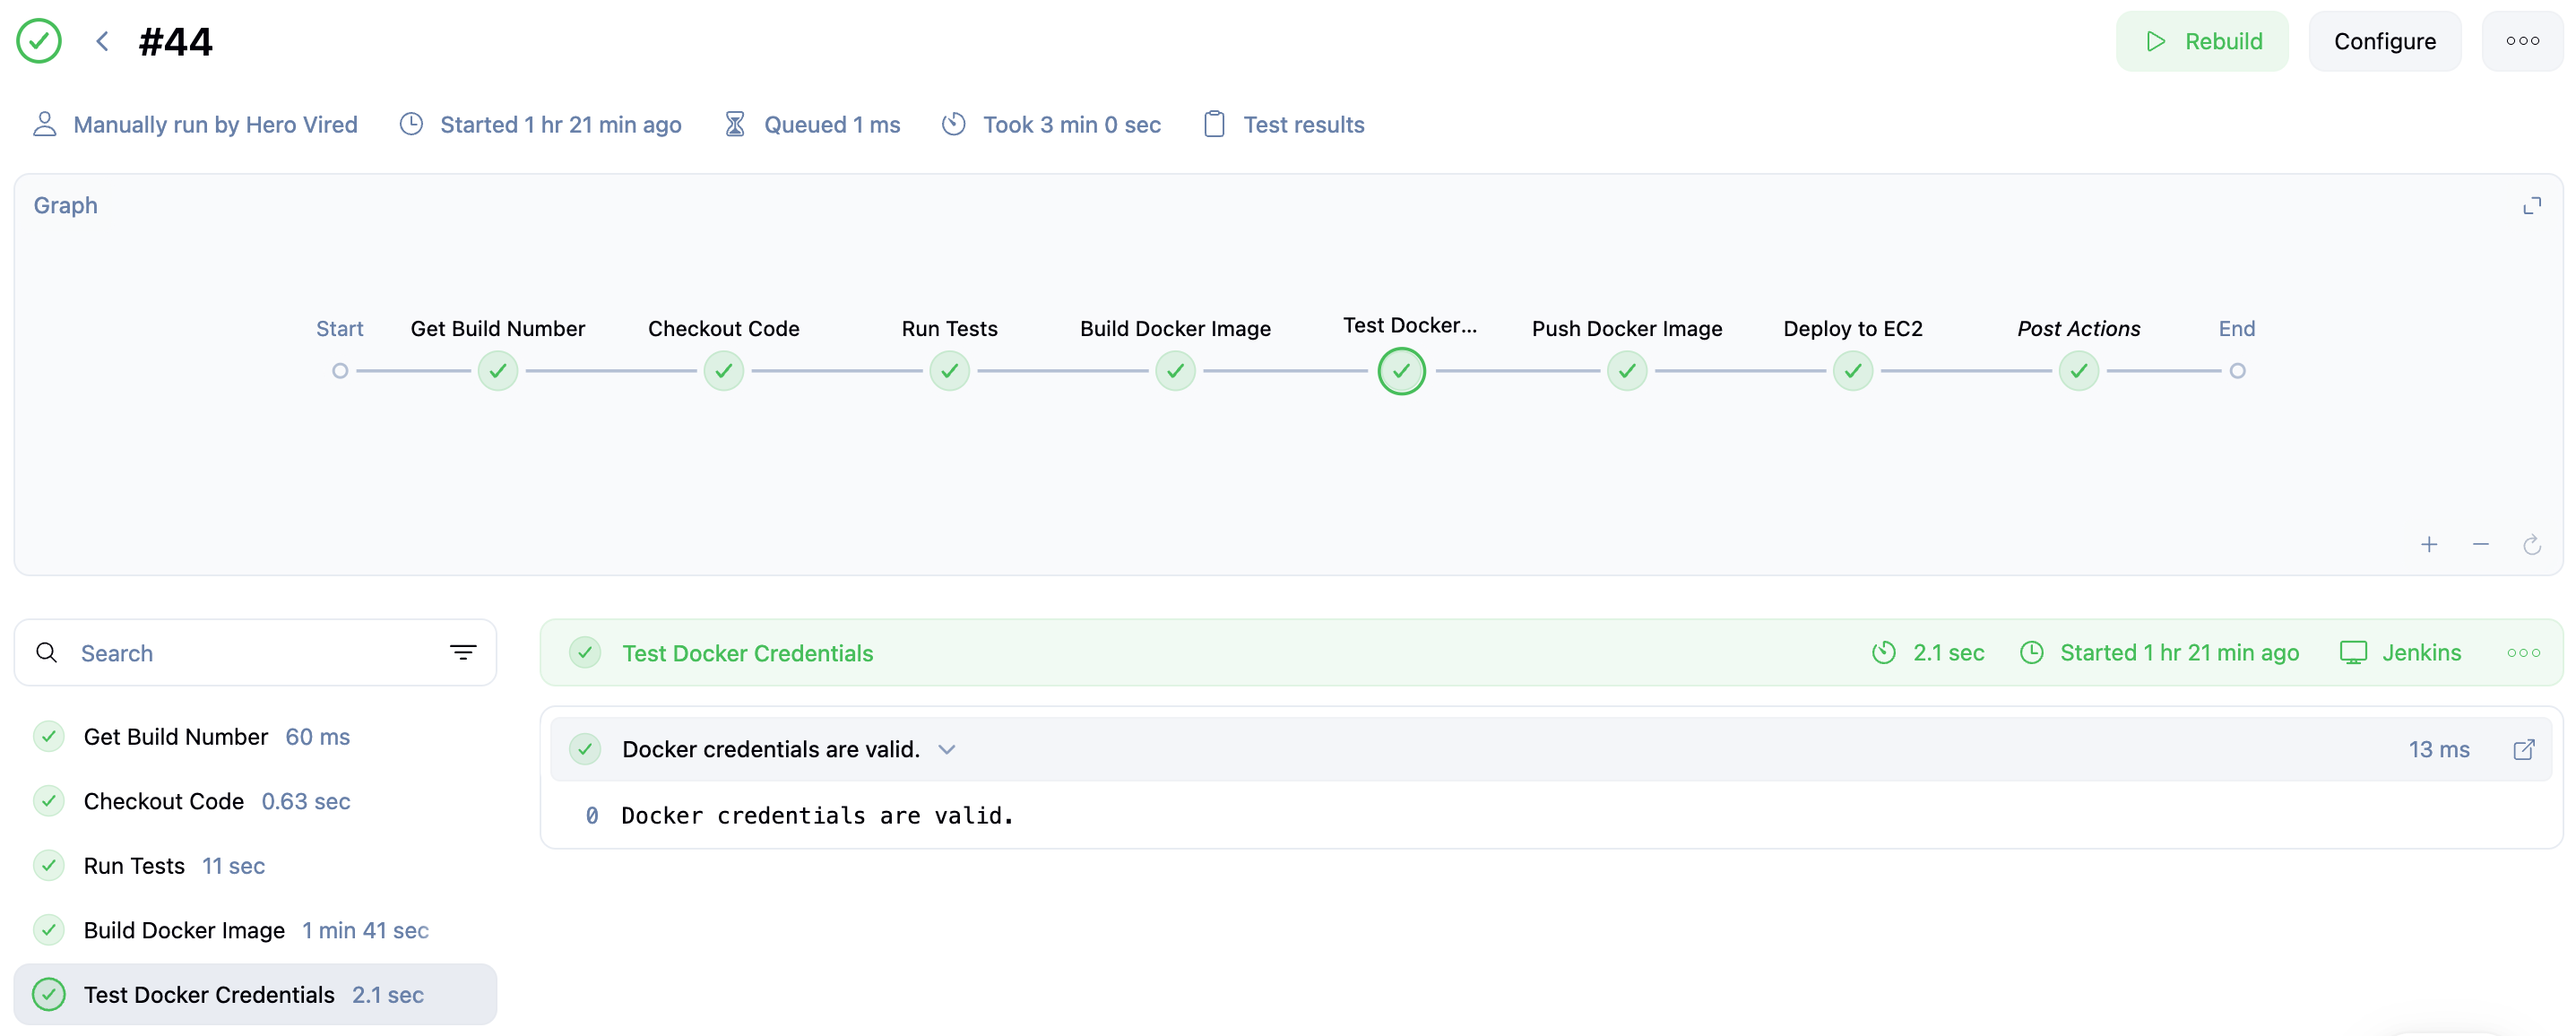 #44
Rebuild
Configure
Manually run by Hero Vired
Started 1 hr 21 min ago
Queued 1 ms
Took 3 min 0 sec
Test results
Graph
Start
Get Build Number
Checkout Code
Run Tests
Build Docker Image
Test Docker...
Push Docker Image
Deploy to EC2
Post Actions
End
Search
Test Docker Credentials
2.1 sec
Started 1 hr 21 min ago
Jenkins
Get Build Number 60 ms
Checkout Code 0.63 sec
Run Tests 11 sec
Build Docker Image 1 min 41 sec
Test Docker Credentials 2.1 sec
Docker credentials are valid.
13 ms
0 Docker credentials are valid.